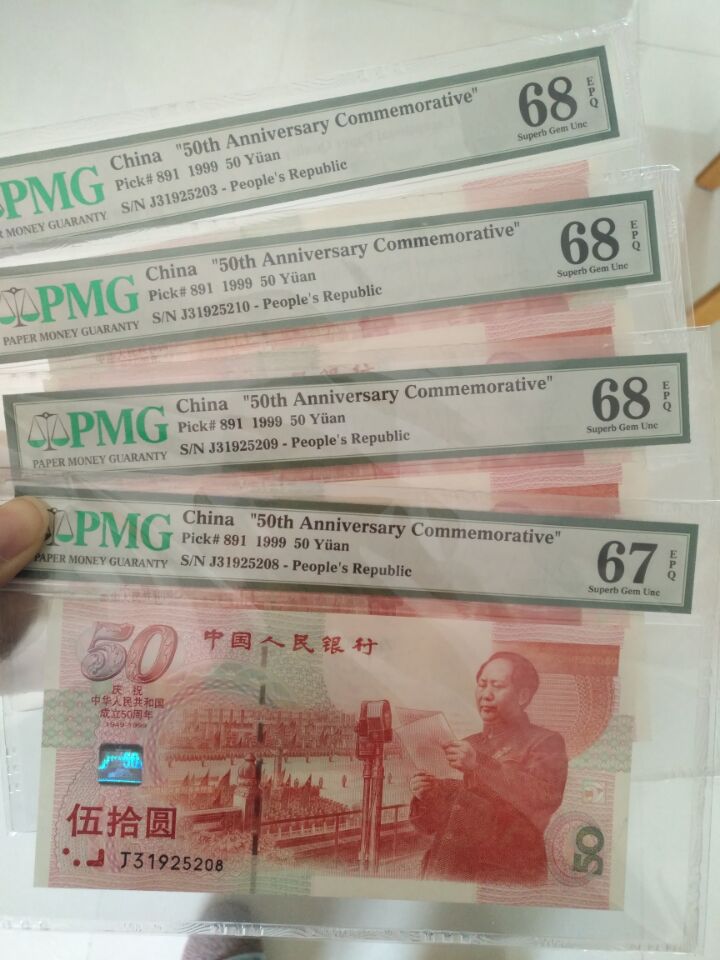 China "50th Anniversary Commemorative"
Pick# 891 1999 50 Yüan
S/N J31925203 - People's Republic
PMG
MONEY GUARANTY
68
EPQ
Superb Gem Unc
China "50th Anniversary Commemorative"
Pick# 891 1999 50 Yüan
S/N J31925210 - People's Republic
PMG
PAPER MONEY GUARANTY
68
EPQ
Superb Gem Unc
China "50th Anniversary Commemorative"
Pick# 891 1999 50 Yüan
S/N J31925209 - People's Republic
PMG
PAPER MONEY GUARANTY
68
EPQ
Superb Gem Unc
China "50th Anniversary Commemorative"
Pick# 891 1999 50 Yüan
S/N J31925208 - People's Republic
PMG
PAPER MONEY GUARANTY
67
EPQ
Superb Gem Unc
50
中国人民银行
庆祝
中华人民共和国
成立50周年
1949-1999
伍拾圆
J31925208
50